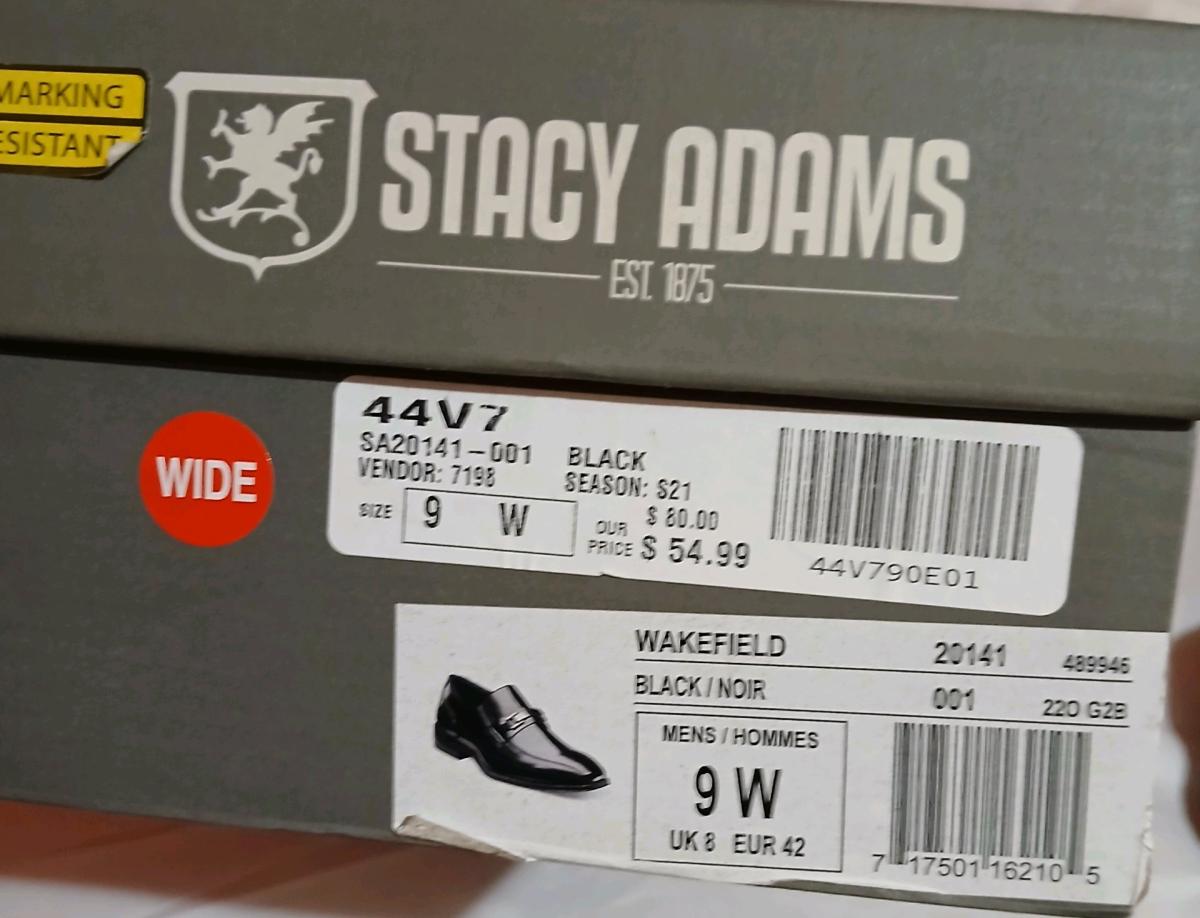 MARKING
ESISTANT
STACY ADAMS
EST. 1875
WIDE
44V7
SA20141-001 BLACK
VENDOR: 7198 SEASON: S21
SIZE 9 W
$ 80.00
OUR PRICE $ 54.99
44V790E01
WAKEFIELD 20141 489946
BLACK / NOIR 001 220 G2B
MENS / HOMMES
9 W
UK 8 EUR 42
7 17501 16210 5